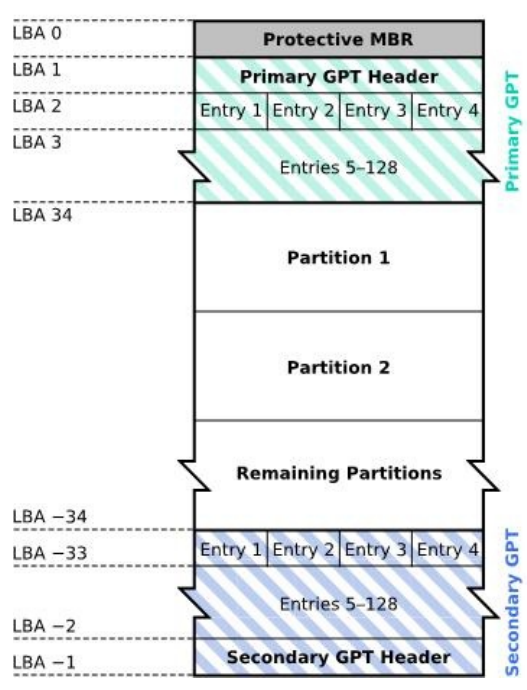 LBA 0
Protective MBR
LBA 1
Primary GPT Header
LBA 2
Entry 1 Entry 2 Entry 3 Entry 4
LBA 3
Entries 5–128
Primary GPT
LBA 34
Partition 1
Partition 2
Remaining Partitions
LBA −34
LBA −33
Entry 1 Entry 2 Entry 3 Entry 4
Entries 5–128
LBA −2
Secondary GPT Header
LBA −1
Secondary GPT